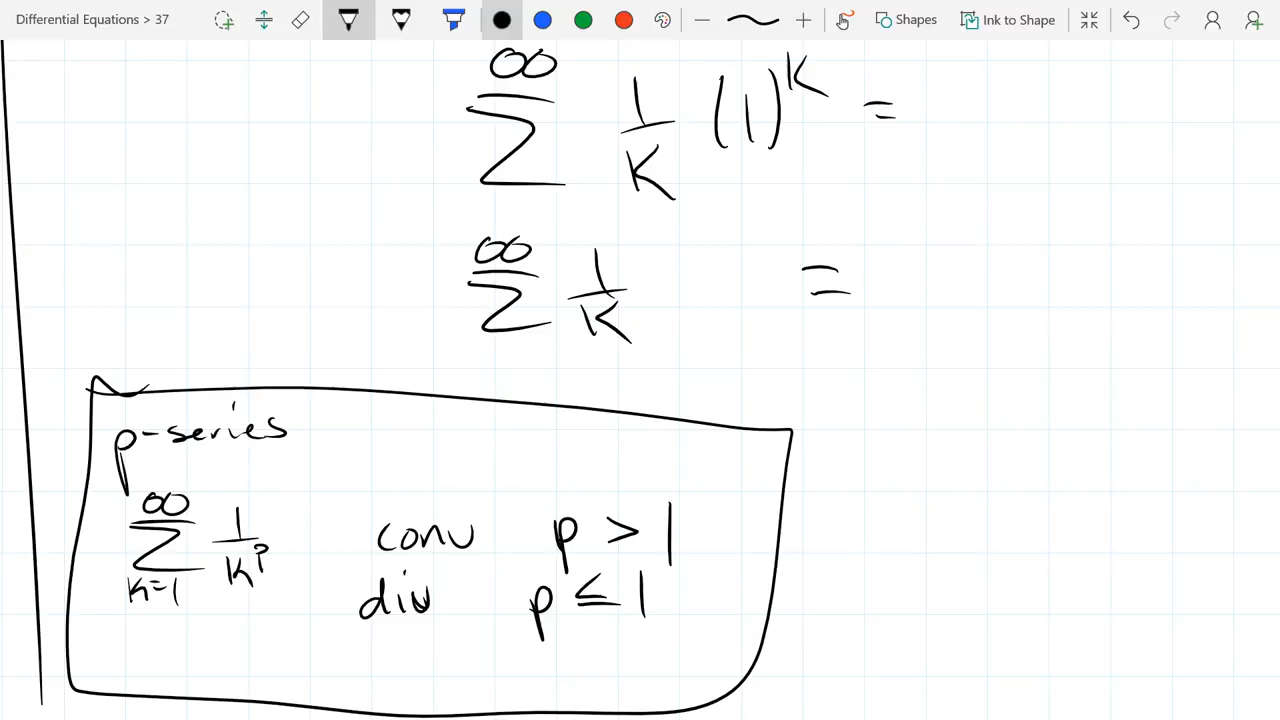 Differential Equations > 37 Shapes Ink to Shape
∞
∑ 1/K (1)^K =
∞
∑ 1/K =
p-series
∞
∑ 1/K^p conv p > 1
K=1 div p ≤ 1